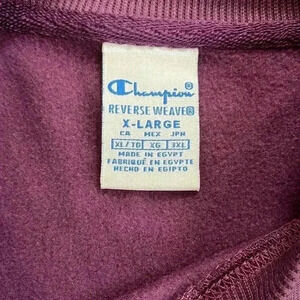 Champion
REVERSE WEAVE®
X-LARGE
CA MEX JPN
XL/TG XG 3XL
MADE IN EGYPT
FABRIQUÉ EN EGYPTE
HECHO EN EGIPTO